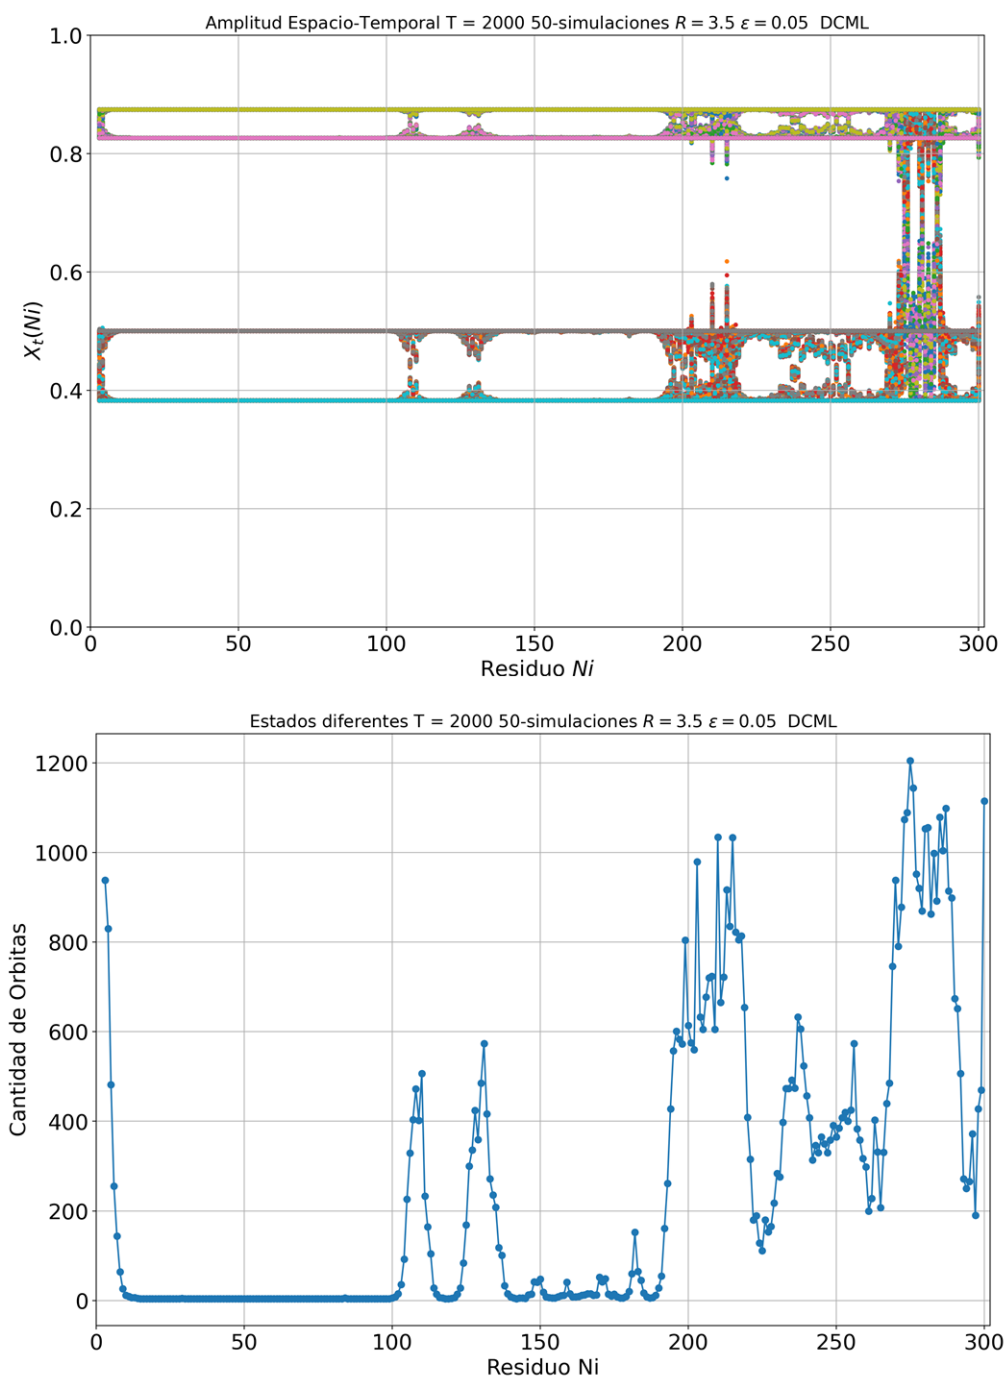 Amplitud Espacio-Temporal T = 2000 50-simulaciones R = 3.5 ε = 0.05 DCML
1.0
0.8
0.6
0.4
0.2
0.0
X_t(Ni)
0 50 100 150 200 250 300
Residuo Ni
Estados diferentes T = 2000 50-simulaciones R = 3.5 ε = 0.05 DCML
1200
1000
800
600
400
200
0
Cantidad de Orbitas
0 50 100 150 200 250 300
Residuo Ni